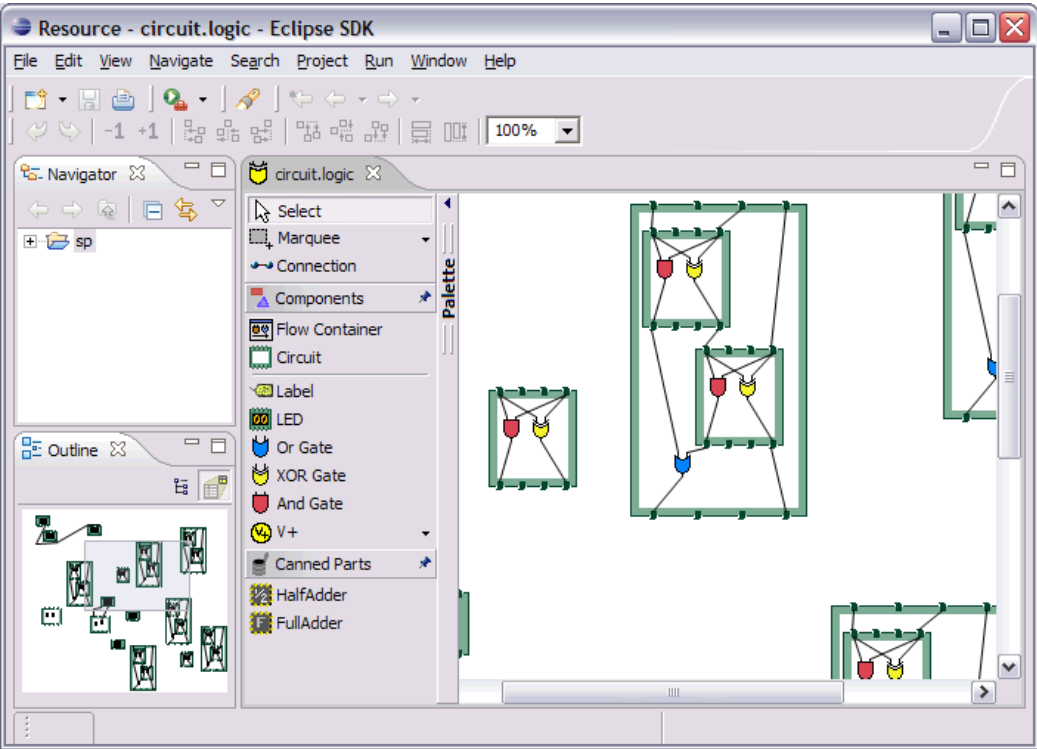 Resource - circuit.logic - Eclipse SDK
File Edit View Navigate Search Project Run Window Help
-1 +1 100%
Navigator
sp
Outline
circuit.logic
Select
Marquee
Connection
Components
Flow Container
Circuit
Label
LED
Or Gate
XOR Gate
And Gate
V+ V+
Canned Parts
1/2 HalfAdder
F FullAdder
Palette